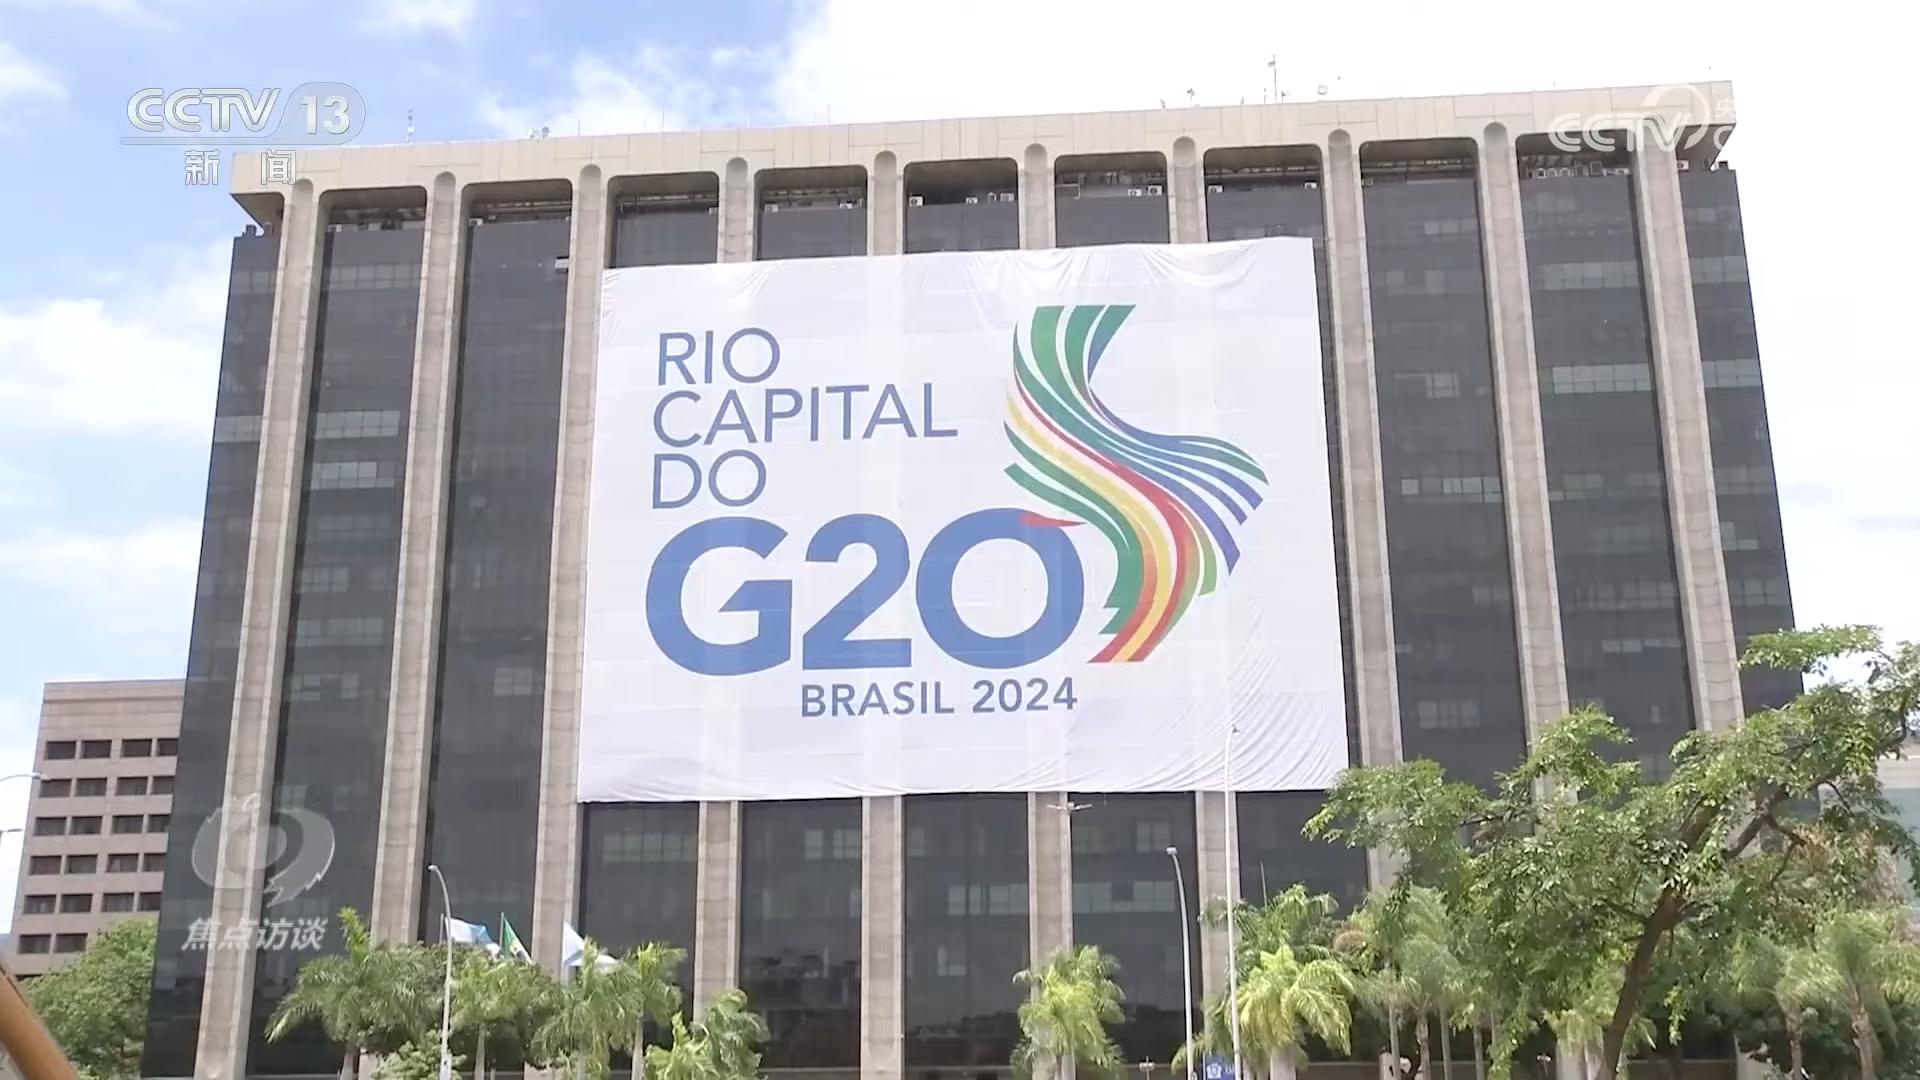 CCTV 13
新闻
CCTV
RIO
CAPITAL
DO
G20
BRASIL 2024
焦点访谈